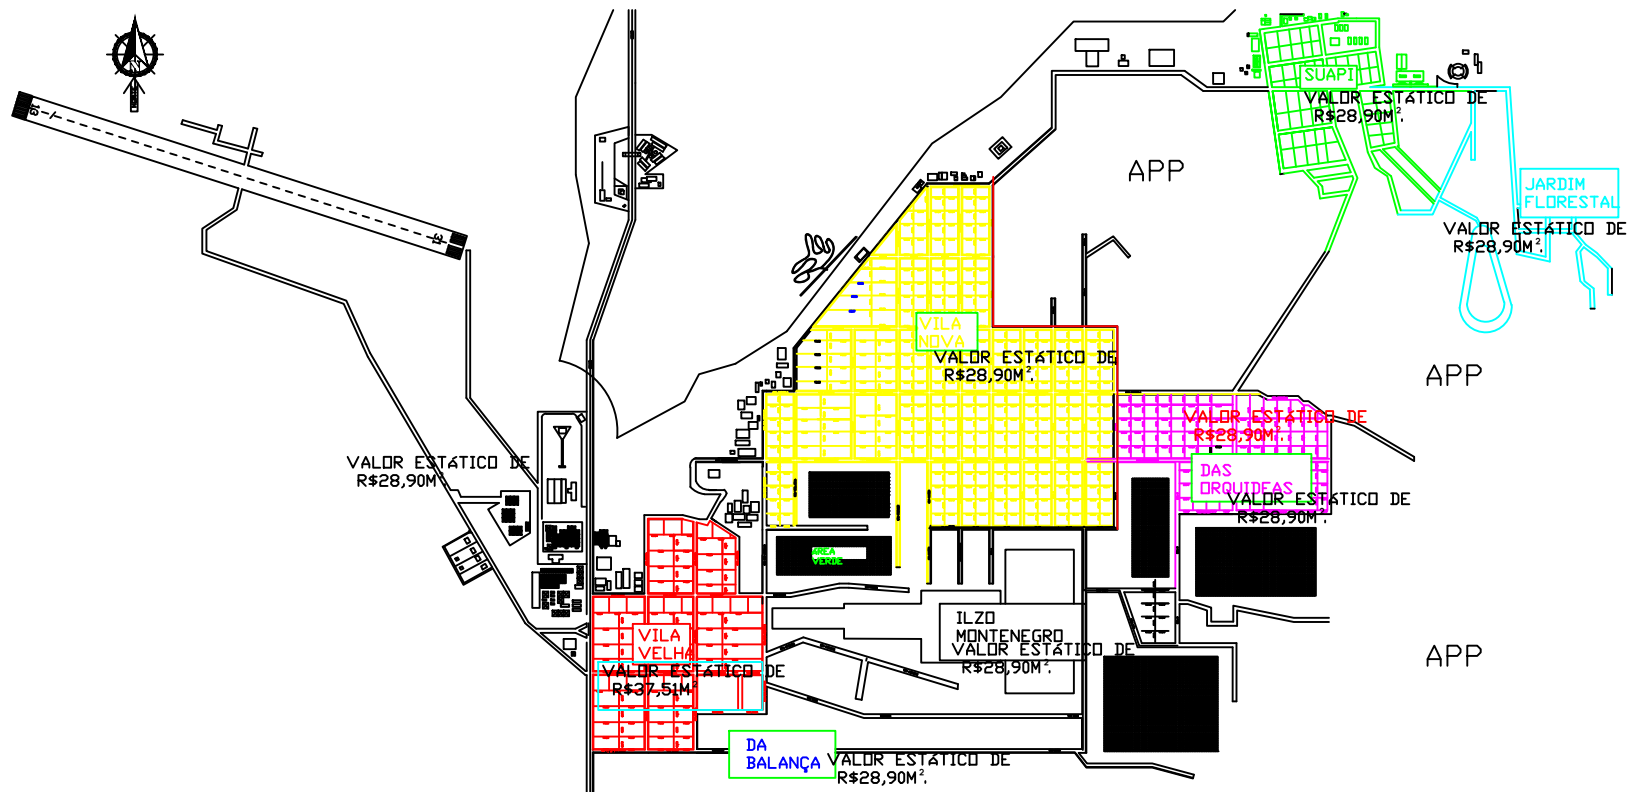 N
13
31
SUAPI
VALOR ESTÁTICO DE
R$28,90M².
APP
JARDIM
FLORESTAL
VALOR ESTÁTICO DE
R$28,90M².
VILA
NOVA
VALOR ESTÁTICO DE
R$28,90M².
APP
VALOR ESTÁTICO DE
R$28,90M².
VALOR ESTÁTICO DE
R$28,90M².
DAS
ORQUIDEAS
VALOR ESTÁTICO DE
R$28,90M².
AREA
VERDE
ILZO
MONTENEGRO
VALOR ESTÁTICO DE
R$28,90M².
VILA
VELHA
VALOR ESTÁTICO DE
R$37,51M²
APP
DA
BALANÇA
VALOR ESTÁTICO DE
R$28,90M².